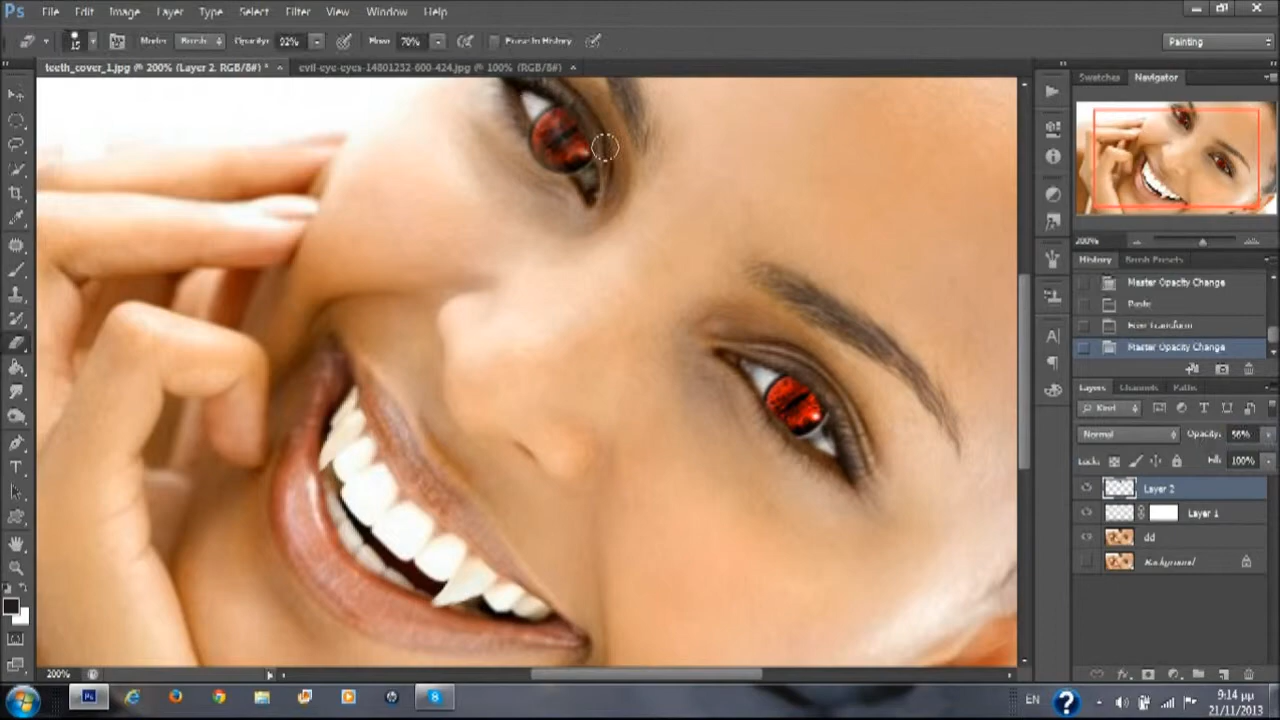 Ps File Edit Image Layer Type Select Filter View Window Help
15 Mode: Brush Opacity: 92% Flow: 70% Erase to History Painting
teeth_cover_1.jpg @ 200% (Layer 2, RGB/8#) * × evil-eye-eyes-14801232-600-424.jpg @ 100% (RGB/8#) ×
Swatches Navigator
200%
History Brush Presets
Master Opacity Change
Paste
Free Transform
Master Opacity Change
Layers Channels Paths
Kind
Normal Opacity: 56%
Lock: Fill: 100%
Layer 2
Layer 1
dd
Background
200%
EN 9:14 μμ
21/11/2013